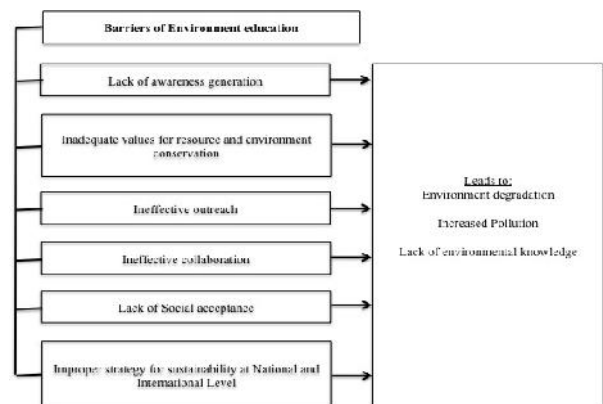 Barriers of Environment education
Lack of awareness generation
Inadequate values for resource and environment
conservation
Ineffective outreach
Ineffective collaboration
Lack of Social acceptance
Improper strategy for sustainability at National and
International Level
Leads to:
Environment degradation
Increased Pollution
Lack of environmental knowledge